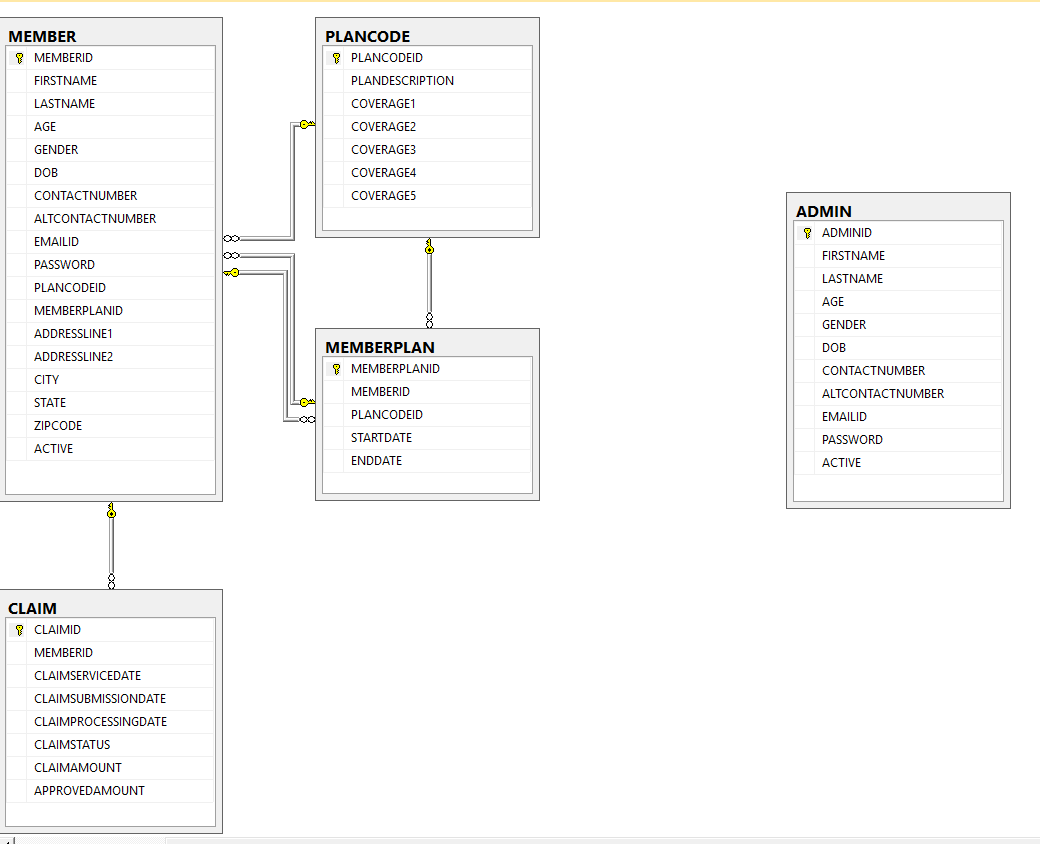 MEMBER
MEMBERID
FIRSTNAME
LASTNAME
AGE
GENDER
DOB
CONTACTNUMBER
ALTCONTACTNUMBER
EMAILID
PASSWORD
PLANCODEID
MEMBERPLANID
ADDRESSLINE1
ADDRESSLINE2
CITY
STATE
ZIPCODE
ACTIVE
PLANCODE
PLANCODEID
PLANDESCRIPTION
COVERAGE1
COVERAGE2
COVERAGE3
COVERAGE4
COVERAGE5
MEMBERPLAN
MEMBERPLANID
MEMBERID
PLANCODEID
STARTDATE
ENDDATE
ADMIN
ADMINID
FIRSTNAME
LASTNAME
AGE
GENDER
DOB
CONTACTNUMBER
ALTCONTACTNUMBER
EMAILID
PASSWORD
ACTIVE
CLAIM
CLAIMID
MEMBERID
CLAIMSERVICEDATE
CLAIMSUBMISSIONDATE
CLAIMPROCESSINGDATE
CLAIMSTATUS
CLAIMAMOUNT
APPROVEDAMOUNT